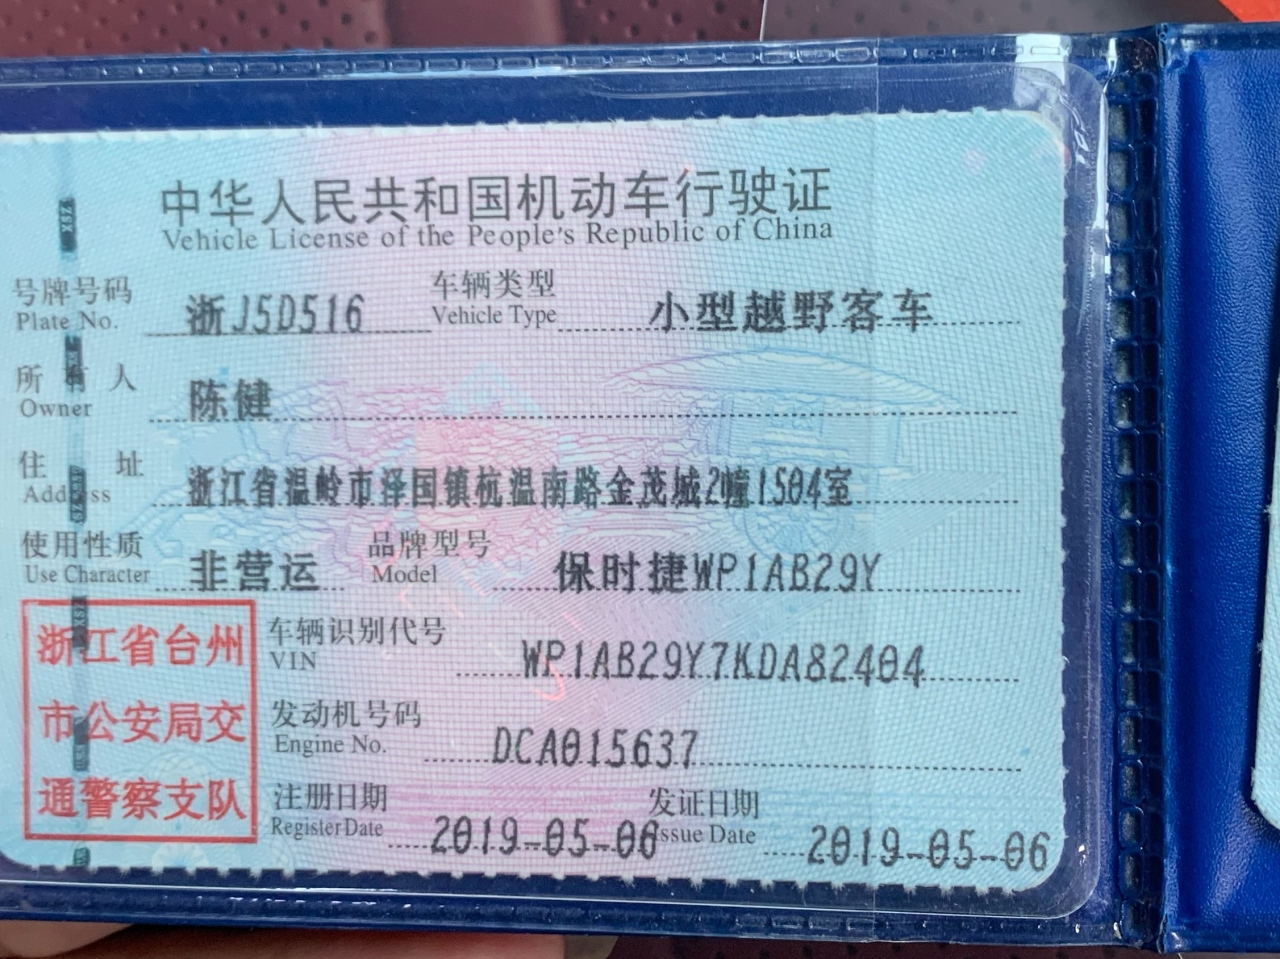 中华人民共和国机动车行驶证
Vehicle License of the People's Republic of China
号牌号码 浙J5D516 车辆类型 小型越野客车
Plate No. Vehicle Type
所有人 陈健
Owner
住址 浙江省温岭市泽国镇杭温南路金茂城2幢1504室
Address
使用性质 非营运 品牌型号 保时捷WP1AB29Y
Use Character Model
浙江省台州
市公安局交
通警察支队
车辆识别代号 WP1AB29Y7KDA82404
VIN
发动机号码 DCA015637
Engine No.
注册日期 2019-05-06 发证日期 2019-05-06
Register Date Issue Date